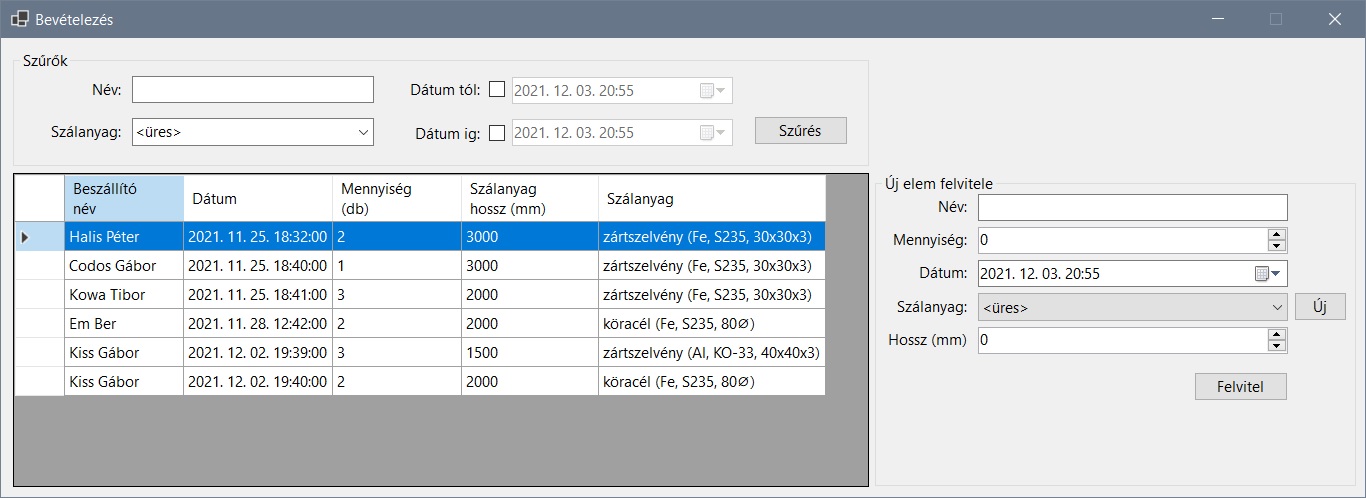 Bevételezés
Szűrők
Név:
Dátum tól: 2021. 12. 03. 20:55
Szálanyag: <üres>
Dátum ig: 2021. 12. 03. 20:55
Szűrés
Beszállító név Dátum Mennyiség (db) Szálanyag hossz (mm) Szálanyag
Halis Péter 2021. 11. 25. 18:32:00 2 3000 zártszelvény (Fe, S235, 30x30x3)
Codos Gábor 2021. 11. 25. 18:40:00 1 3000 zártszelvény (Fe, S235, 30x30x3)
Kowa Tibor 2021. 11. 25. 18:41:00 3 2000 zártszelvény (Fe, S235, 30x30x3)
Em Ber 2021. 11. 28. 12:42:00 2 2000 köracél (Fe, S235, 80∅)
Kiss Gábor 2021. 12. 02. 19:39:00 3 1500 zártszelvény (Al, KO-33, 40x40x3)
Kiss Gábor 2021. 12. 02. 19:40:00 2 2000 köracél (Fe, S235, 80∅)
Új elem felvitele
Név:
Mennyiség: 0
Dátum: 2021. 12. 03. 20:55
Szálanyag: <üres> Új
Hossz (mm) 0
Felvitel